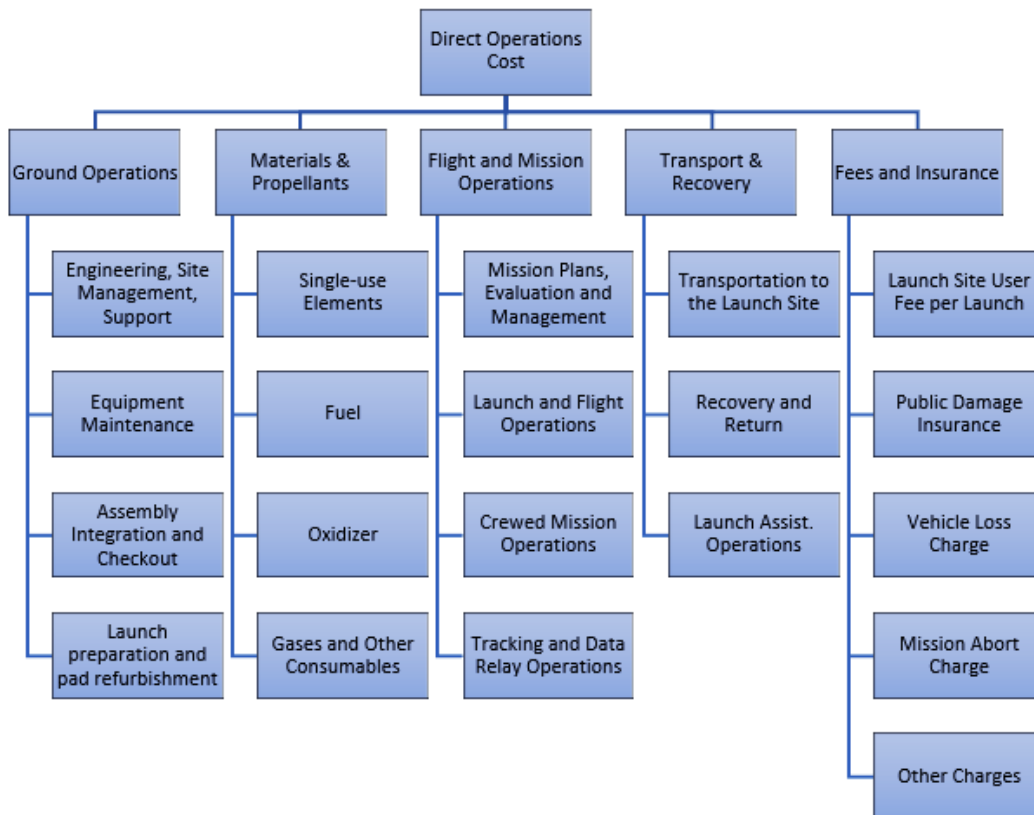 Direct Operations
Cost
Ground Operations
Materials &
Propellants
Flight and Mission
Operations
Transport &
Recovery
Fees and Insurance
Engineering, Site
Management,
Support
Single-use
Elements
Mission Plans,
Evaluation and
Management
Transportation to
the Launch Site
Launch Site User
Fee per Launch
Equipment
Maintenance
Fuel
Launch and Flight
Operations
Recovery and
Return
Public Damage
Insurance
Assembly
Integration and
Checkout
Oxidizer
Crewed Mission
Operations
Launch Assist.
Operations
Vehicle Loss
Charge
Launch
preparation and
pad refurbishment
Gases and Other
Consumables
Tracking and Data
Relay Operations
Mission Abort
Charge
Other Charges